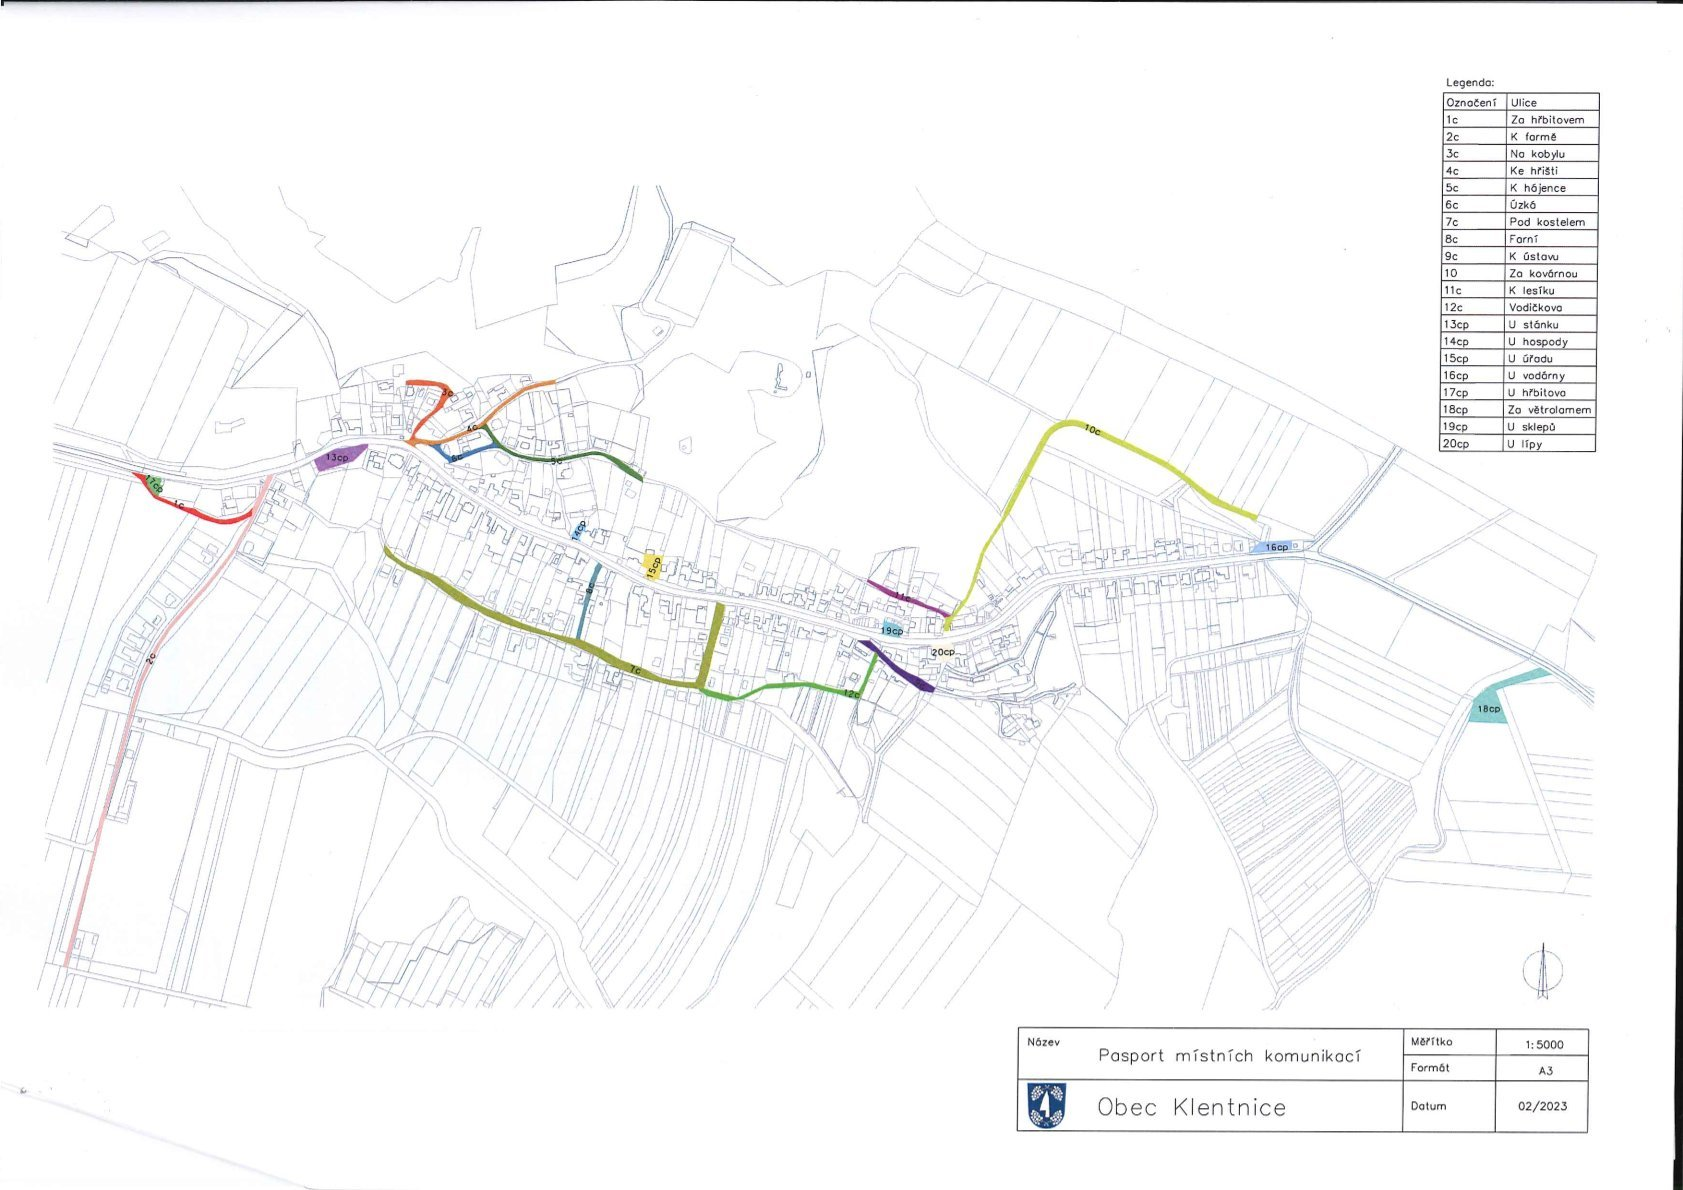 Legenda:
Označení Ulice
1c Za hřbitovem
2c K farmě
3c Na kobylu
4c Ke hřišti
5c K hájence
6c Úzká
7c Pod kostelem
8c Farní
9c K ústavu
10 Za kovárnou
11c K lesíku
12c Vodičkova
13cp U stánku
14cp U hospody
15cp U úřadu
16cp U vodárny
17cp U hřbitova
18cp Za větrolamem
19cp U sklepů
20cp U lípy
3c
4c
10c
6c
5c
13cp
17cp
1c
14cp
16cp
15cp
8c
11c
19cp
20cp
2c
7c
12c
18cp
Název
Pasport místních komunikací
Měřítko 1:5000
Formát A3
Obec Klentnice
Datum 02/2023